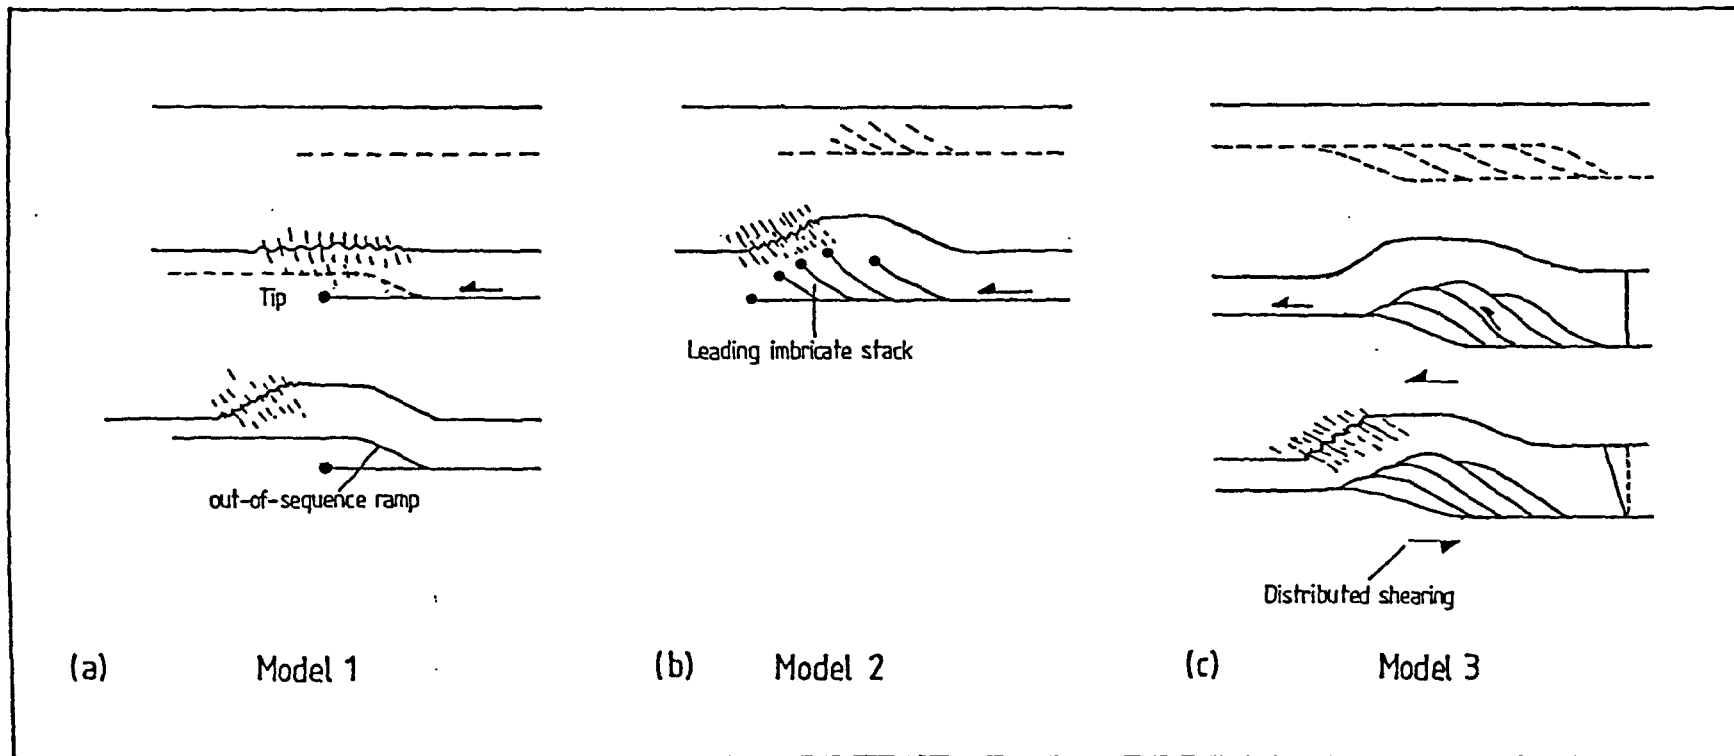 Tip
out-of-sequence ramp
(a) Model 1
Leading imbricate stack
(b) Model 2
Distributed shearing
(c) Model 3